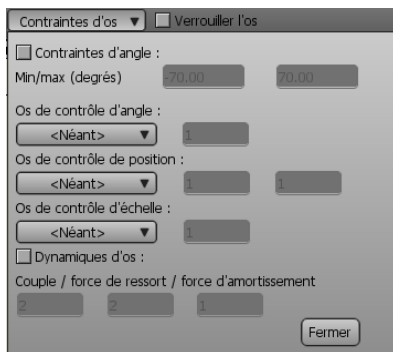 Contraintes d'os Verrouiller l'os
Contraintes d'angle :
Min/max (degrés) -70.00 70.00
Os de contrôle d'angle :
<Néant> 1
Os de contrôle de position :
<Néant> 1 1
Os de contrôle d'échelle :
<Néant> 1
Dynamiques d'os :
Couple / force de ressort / force d'amortissement
2 2 1
Fermer